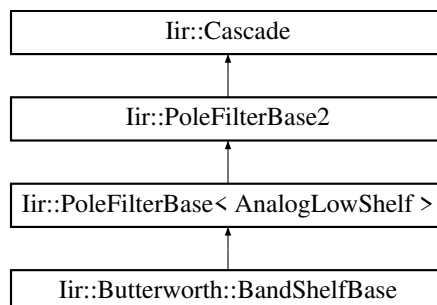 Iir::Cascade
Iir::PoleFilterBase2
Iir::PoleFilterBase< AnalogLowShelf >
Iir::Butterworth::BandShelfBase